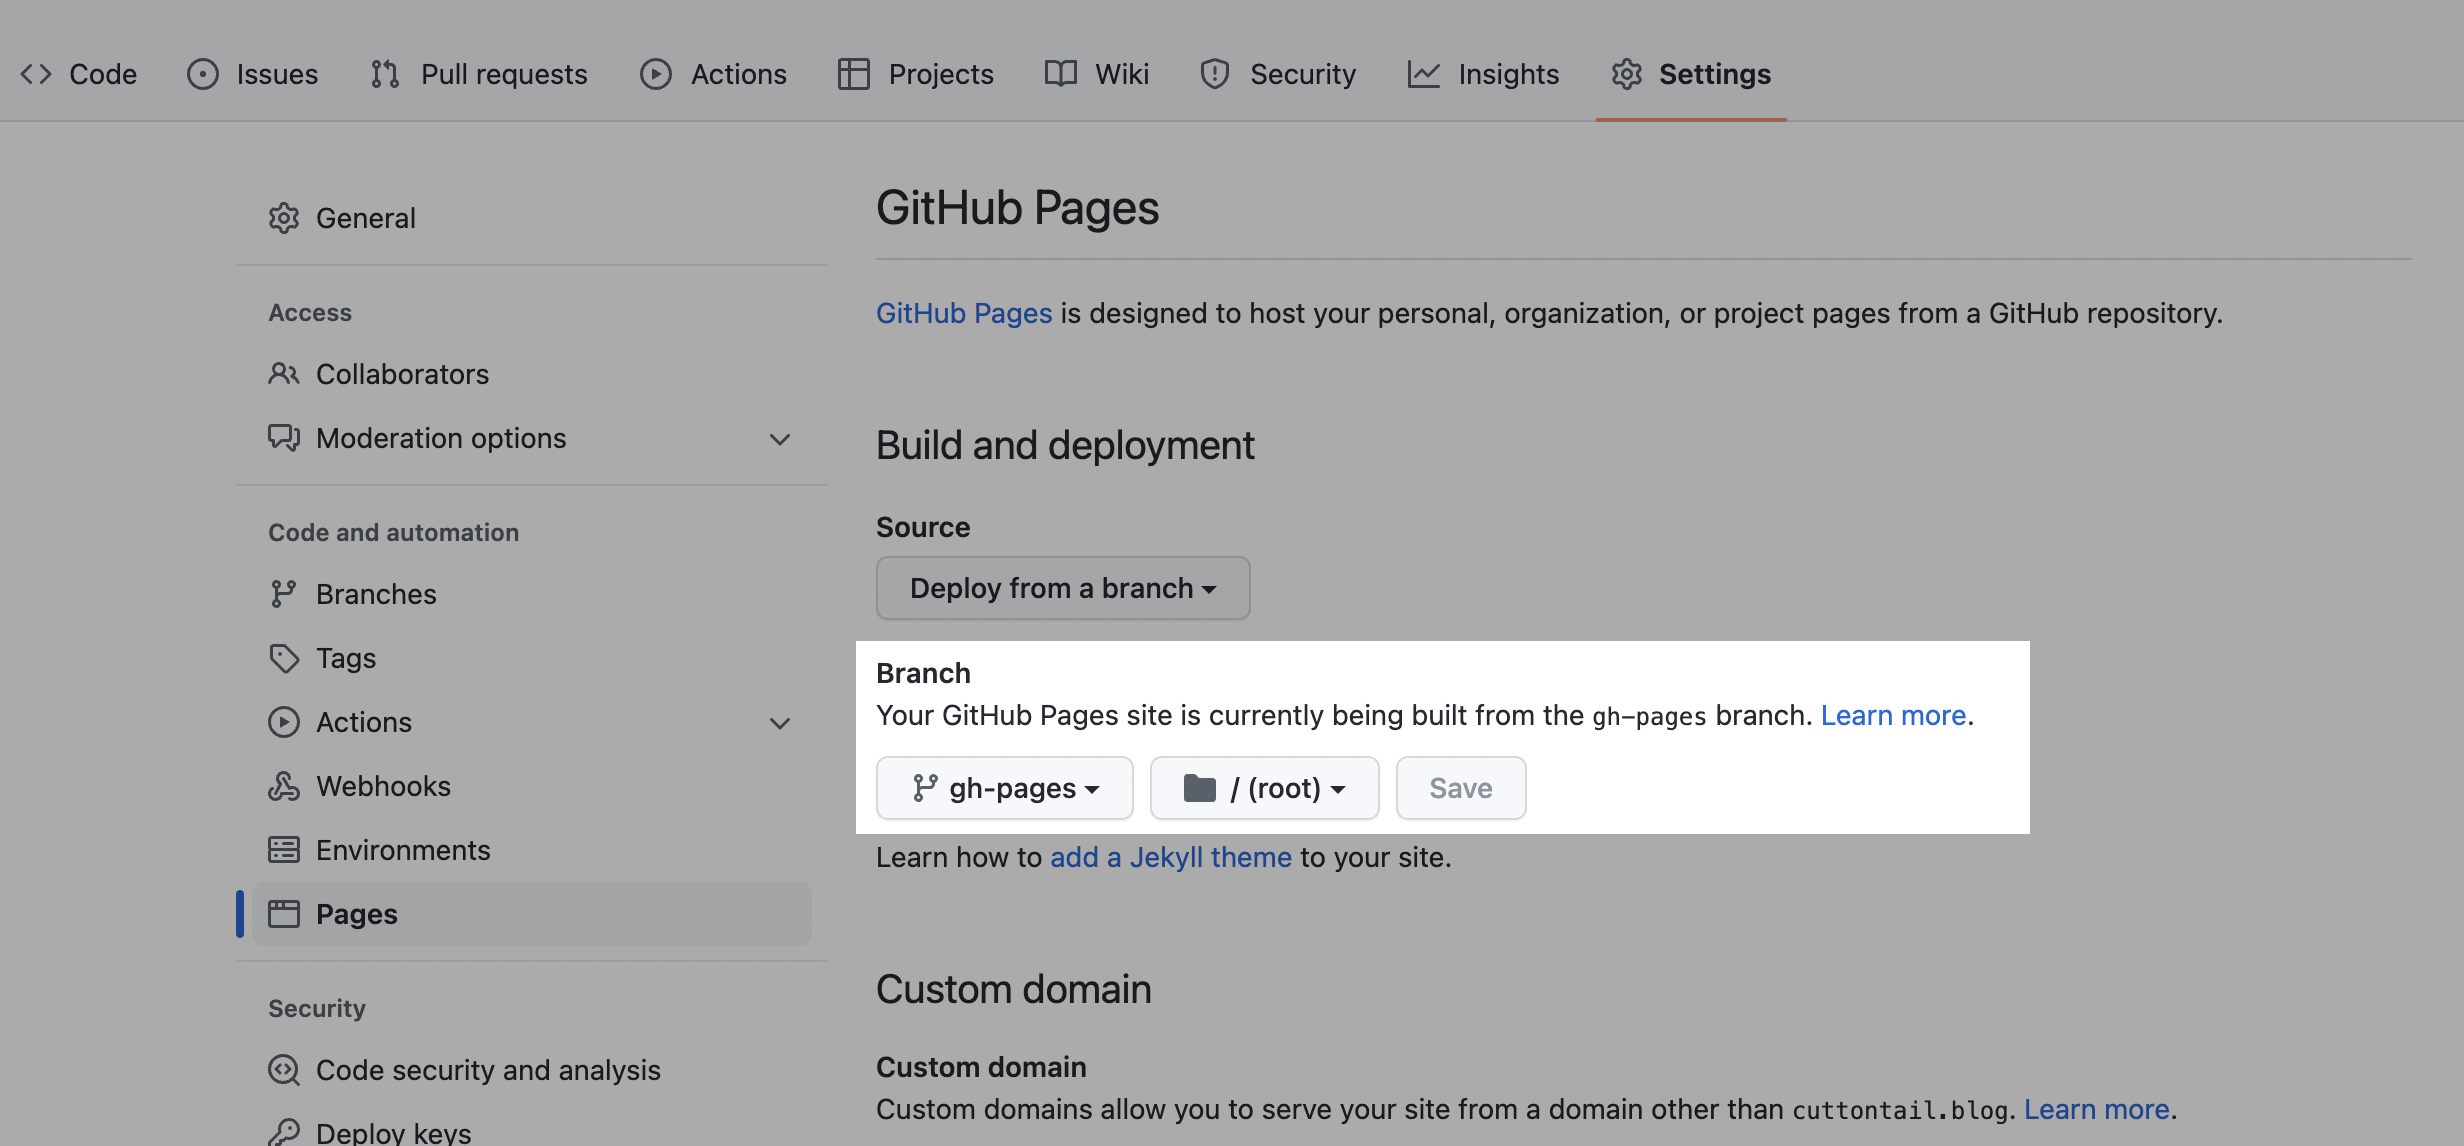 Code Issues Pull requests Actions Projects Wiki Security Insights Settings
General
Access
Collaborators
Moderation options
Code and automation
Branches
Tags
Actions
Webhooks
Environments
Pages
Security
Code security and analysis
Deploy keys
GitHub Pages
GitHub Pages is designed to host your personal, organization, or project pages from a GitHub repository.
Build and deployment
Source
Deploy from a branch
Branch
Your GitHub Pages site is currently being built from the gh-pages branch. Learn more.
gh-pages / (root) Save
Learn how to add a Jekyll theme to your site.
Custom domain
Custom domain
Custom domains allow you to serve your site from a domain other than cuttontail.blog. Learn more.